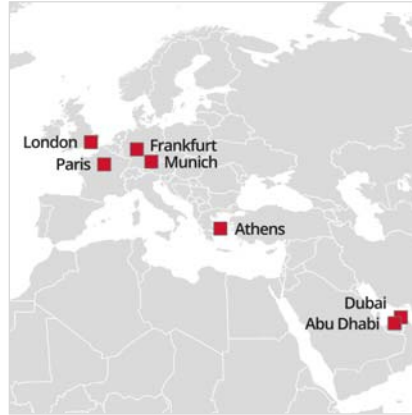 London
Frankfurt
Paris
Munich
Athens
Dubai
Abu Dhabi